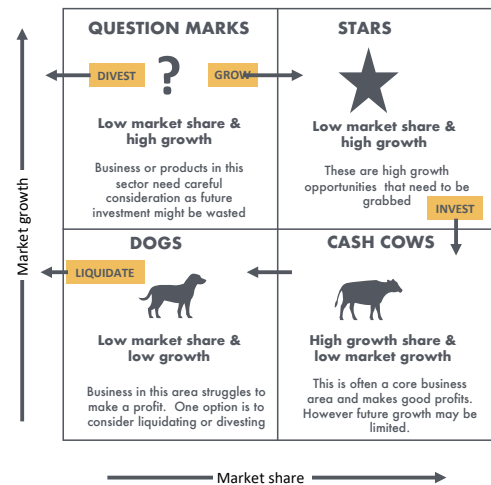 QUESTION MARKS
DIVEST
?
GROW
Low market share &
high growth
Business or products in this
sector need careful
consideration as future
investment might be wasted
STARS
Low market share &
high growth
These are high growth
opportunities that need to be
grabbed
INVEST
DOGS
LIQUIDATE
Low market share &
low growth
Business in this area struggles to
make a profit. One option is to
consider liquidating or divesting
CASH COWS
High growth share &
low market growth
This is often a core business
area and makes good profits.
However future growth may be
limited.
Market growth
Market share